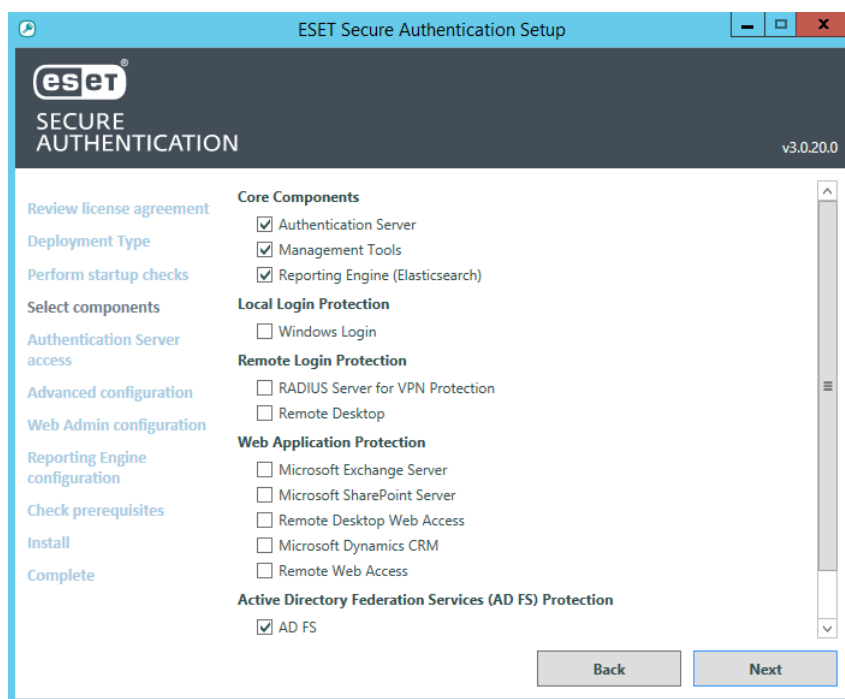 ESET Secure Authentication Setup
eset®
SECURE
AUTHENTICATION
v3.0.20.0
Review license agreement
Deployment Type
Perform startup checks
Select components
Authentication Server
access
Advanced configuration
Web Admin configuration
Reporting Engine
configuration
Check prerequisites
Install
Complete
Core Components
Authentication Server
Management Tools
Reporting Engine (Elasticsearch)
Local Login Protection
Windows Login
Remote Login Protection
RADIUS Server for VPN Protection
Remote Desktop
Web Application Protection
Microsoft Exchange Server
Microsoft SharePoint Server
Remote Desktop Web Access
Microsoft Dynamics CRM
Remote Web Access
Active Directory Federation Services (AD FS) Protection
AD FS
Back
Next